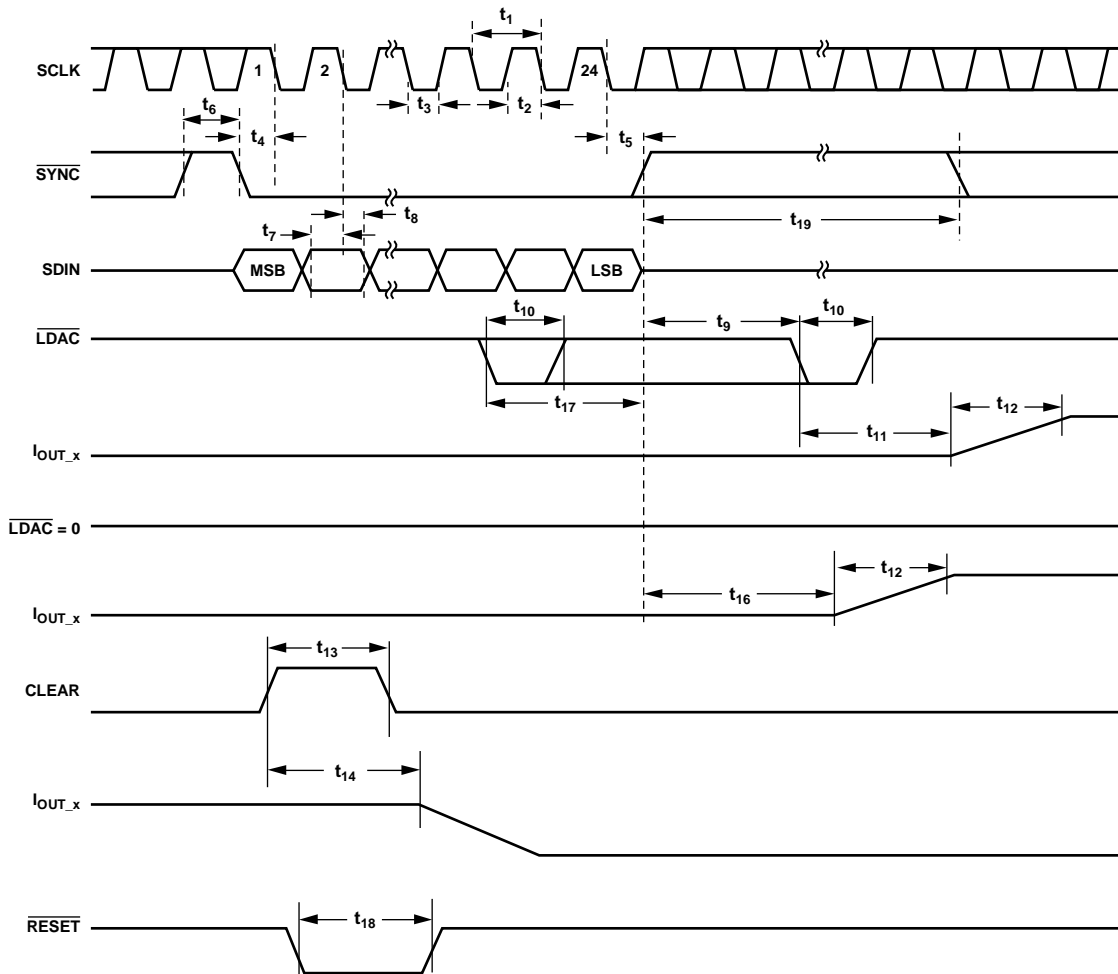 t1
SCLK
1
2
24
t6
t4
t3
t2
t5
SYNC
t19
t7
t8
SDIN
MSB
LSB
t10
t9
t10
LDAC
t17
t11
t12
IOUT_x
LDAC = 0
t16
t12
IOUT_x
t13
CLEAR
t14
IOUT_x
RESET
t18